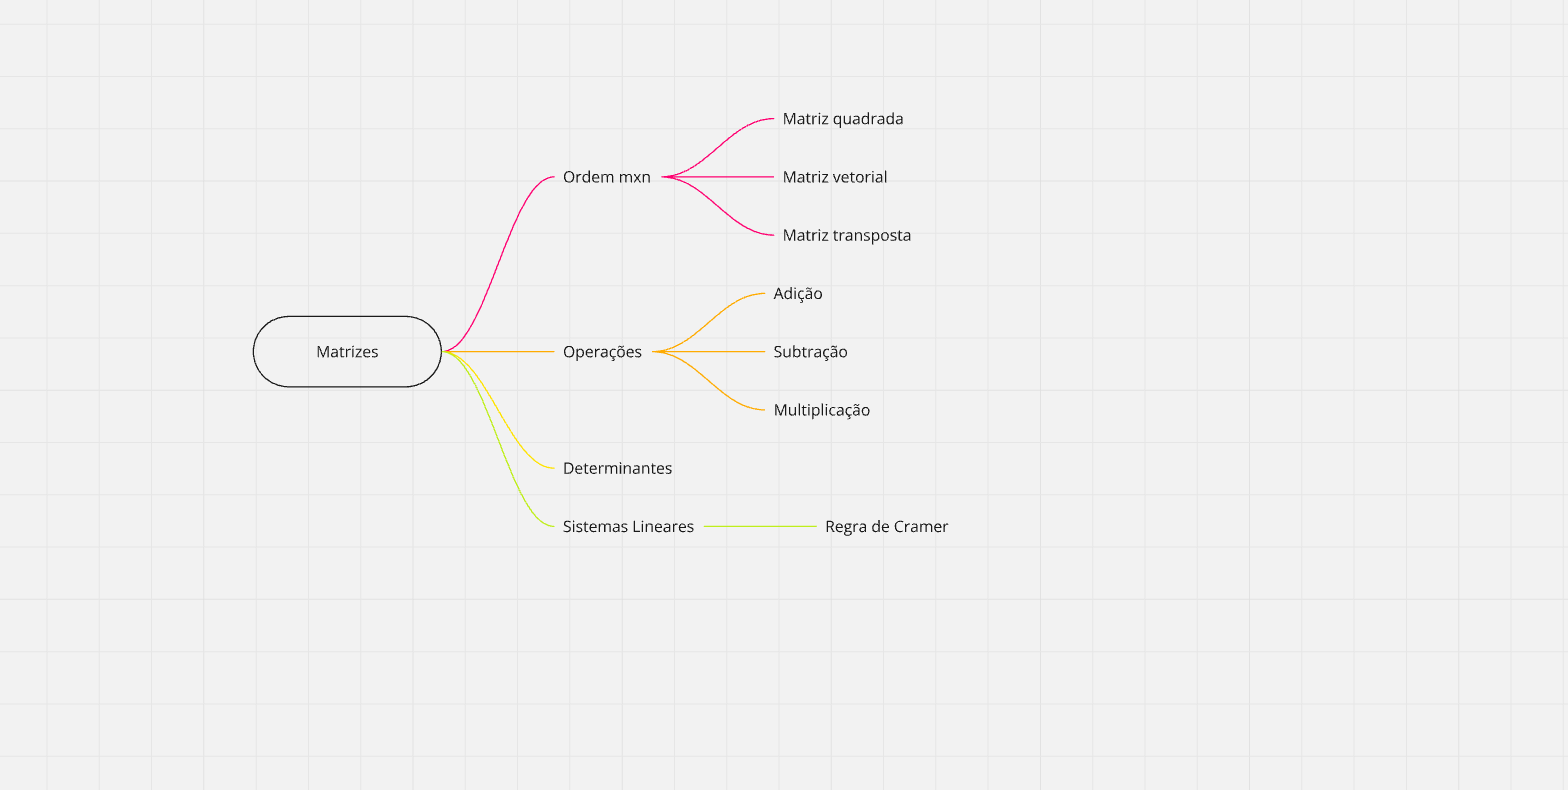 Matriz quadrada
Ordem mxn
Matriz vetorial
Matriz transposta
Adição
Matrizes
Operações
Subtração
Multiplicação
Determinantes
Sistemas Lineares
Regra de Cramer